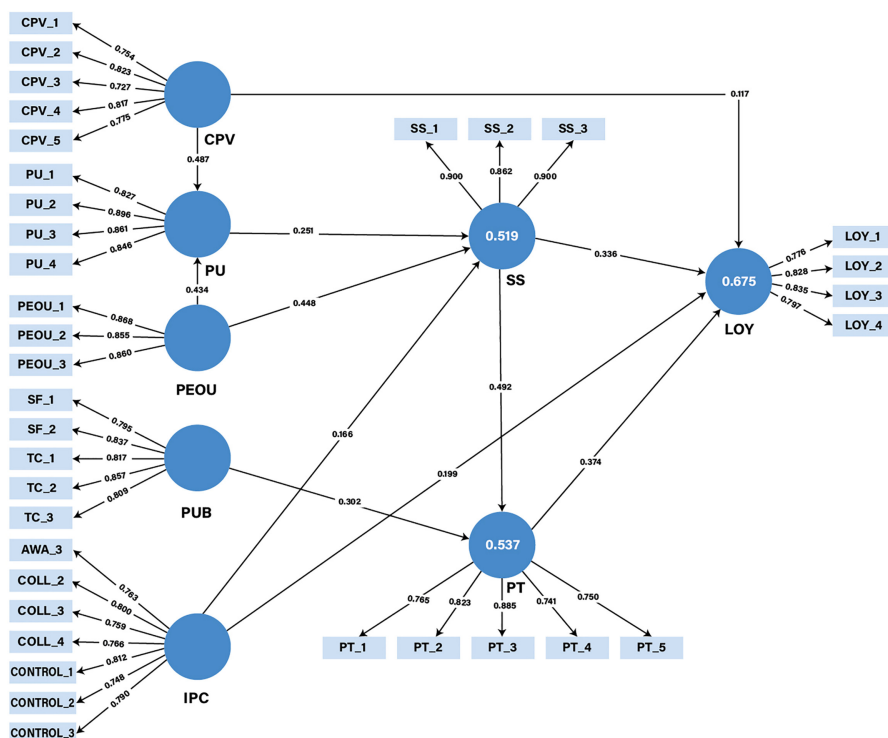 CPV_1
CPV_2
CPV_3
CPV_4
CPV_5
0.754
0.823
0.727
0.817
0.775
CPV
0.117
0.487
PU_1
PU_2
PU_3
PU_4
0.827
0.896
0.861
0.846
PU
0.251
0.434
PEOU_1
PEOU_2
PEOU_3
0.868
0.855
0.860
PEOU
0.448
SS_1
SS_2
SS_3
0.900
0.862
0.900
0.519
SS
0.336
0.492
LOY_1
LOY_2
LOY_3
LOY_4
0.776
0.828
0.835
0.797
0.675
LOY
SF_1
SF_2
TC_1
TC_2
TC_3
0.795
0.837
0.817
0.857
0.809
PUB
0.302
0.166
0.199
0.374
AWA_3
COLL_2
COLL_3
COLL_4
CONTROL_1
CONTROL_2
CONTROL_3
0.763
0.800
0.759
0.766
0.812
0.748
0.790
IPC
0.537
PT
0.765
0.823
0.885
0.741
0.750
PT_1
PT_2
PT_3
PT_4
PT_5